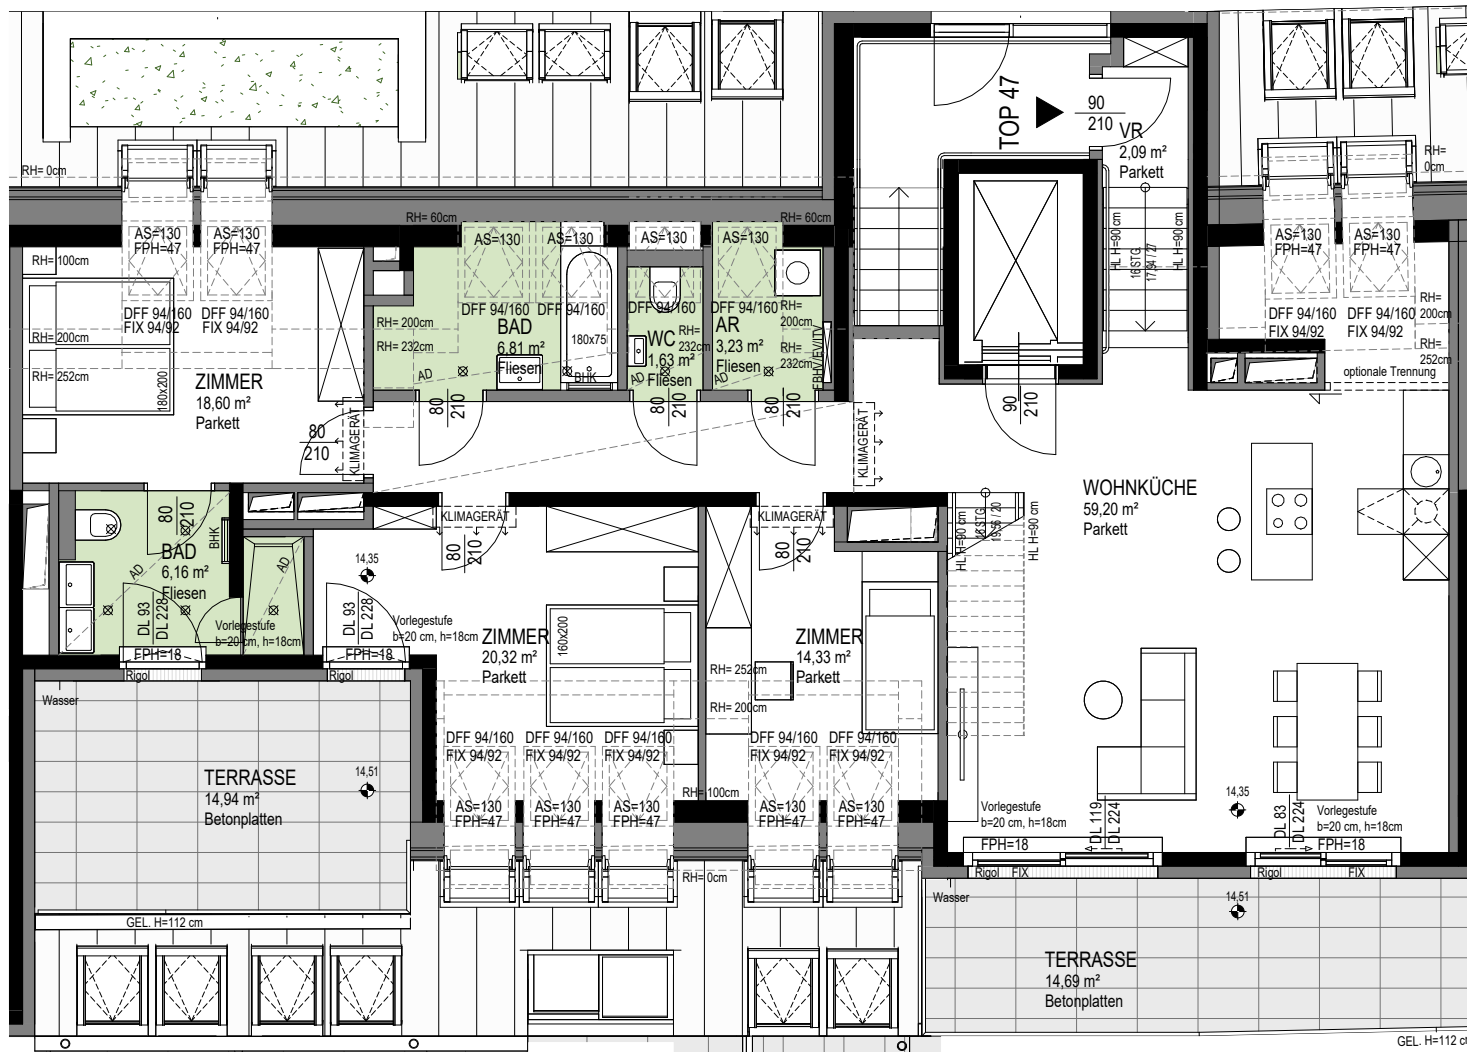 RH= 0cm
TOP 47
90
210
VR
2,09 m²
Parkett
RH=
0cm
RH= 60cm
RH= 60cm
AS=130
FPH=47
AS=130
FPH=47
AS=130
AS=130
AS=130
AS=130
AS=130
FPH=47
AS=130
FPH=47
HL H=90 cm
16 STG
17,94 / 27
HL H=90 cm
RH= 100cm
DFF 94/160
FIX 94/92
DFF 94/160
FIX 94/92
DFF 94/160
DFF 94/160
DFF 94/160
DFF 94/160
DFF 94/160
FIX 94/92
DFF 94/160
FIX 94/92
RH=
200cm
RH=
252cm
RH= 200cm
RH= 252cm
180x200
ZIMMER
18,60 m²
Parkett
RH= 200cm
RH= 232cm
BAD
6,81 m²
Fliesen
AD
180x75
BHK
WC
1,63 m²
Fliesen
RH=
232cm
AD
AR
3,23 m²
Fliesen
AD
RH=
200cm
RH=
232cm
FBHV/EV/TV
optionale Trennung
80
210
KLIMAGERÄT
80
210
80
210
80
210
KLIMAGERÄT
90
210
WOHNKÜCHE
59,20 m²
Parkett
80
210
BHK
BAD
6,16 m²
Fliesen
AD
AD
DL 93
DL 228
Vorlegestufe
b=20 cm, h=18cm
FPH=18
Rigol
14,35
DL 93
DL 228
Vorlegestufe
b=20 cm, h=18cm
FPH=18
Rigol
KLIMAGERÄT
80
210
KLIMAGERÄT
80
210
HL H=90 cm
16 STG
19,56 / 20
HL H=90 cm
ZIMMER
20,32 m²
Parkett
160x200
ZIMMER
14,33 m²
Parkett
RH= 252cm
RH= 200cm
Wasser
TERRASSE
14,94 m²
Betonplatten
14,51
DFF 94/160
FIX 94/92
DFF 94/160
FIX 94/92
DFF 94/160
FIX 94/92
DFF 94/160
FIX 94/92
DFF 94/160
FIX 94/92
RH= 100cm
AS=130
FPH=47
AS=130
FPH=47
AS=130
FPH=47
AS=130
FPH=47
AS=130
FPH=47
Vorlegestufe
b=20 cm, h=18cm
FPH=18
DL 119
DL 224
14,35
DL 83
DL 224
Vorlegestufe
b=20 cm, h=18cm
FPH=18
Rigol
FIX
Rigol
FIX
RH= 0cm
Wasser
14,51
GEL. H=112 cm
TERRASSE
14,69 m²
Betonplatten
GEL. H=112 c